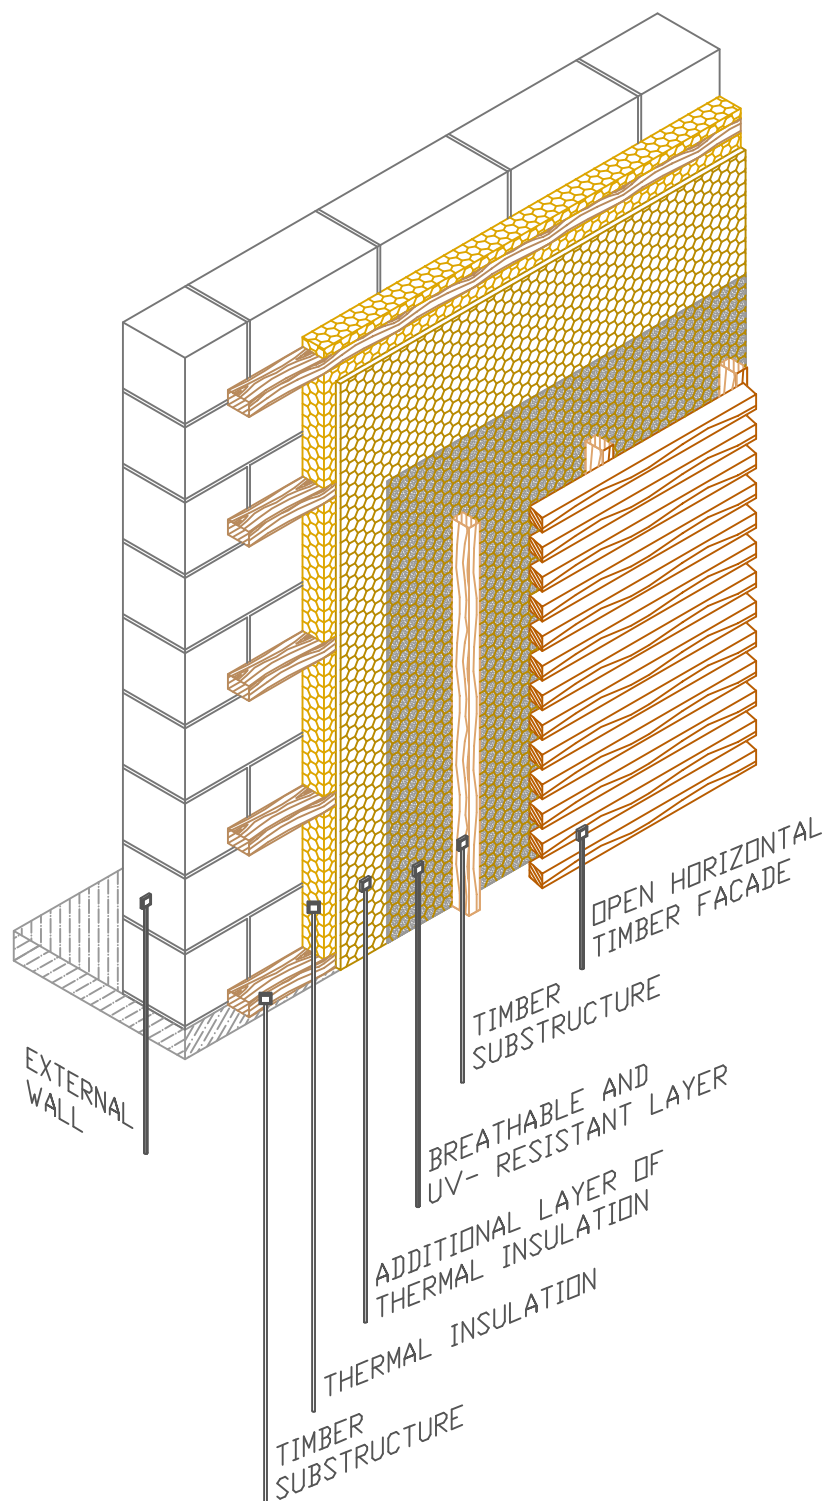 OPEN HORIZONTAL
TIMBER FACADE
TIMBER
SUBSTRUCTURE
EXTERNAL
WALL
BREATHABLE AND
UV- RESISTANT LAYER
ADDITIONAL LAYER OF
THERMAL INSULATION
THERMAL INSULATION
TIMBER
SUBSTRUCTURE